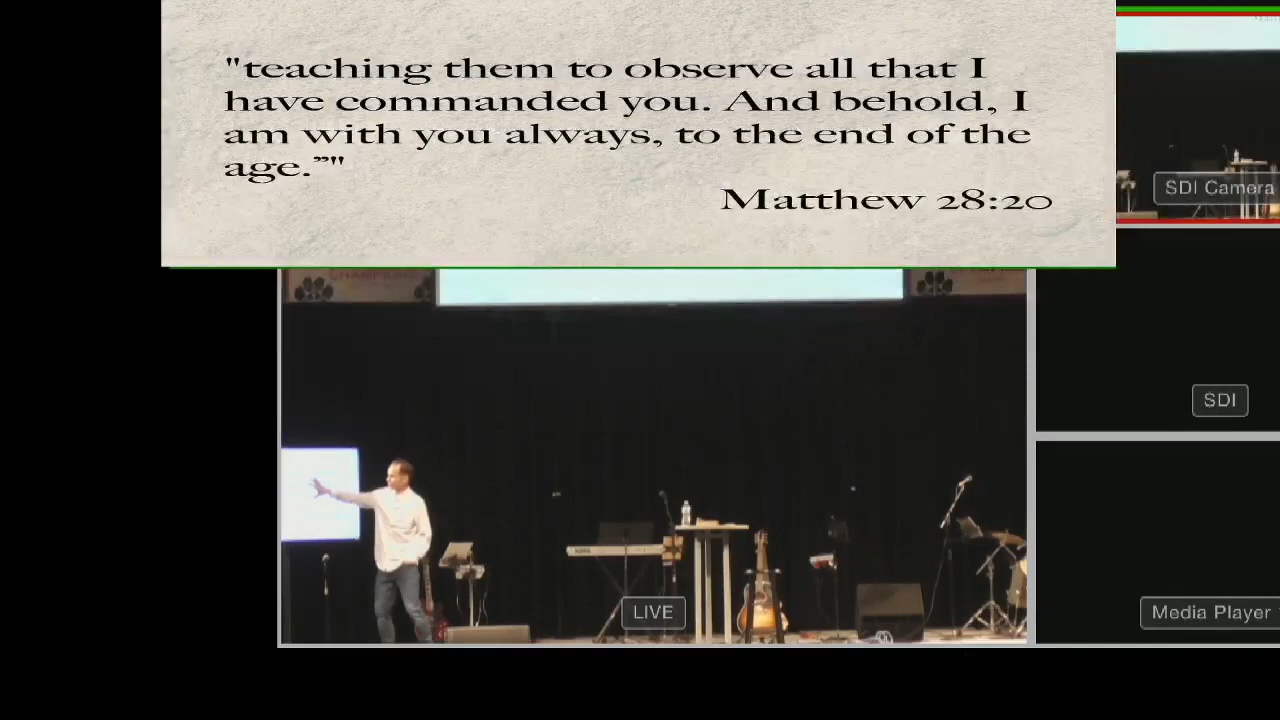 "teaching them to observe all that I
have commanded you. And behold, I
am with you always, to the end of the
age.”"
Matthew 28:20
SDI Camera
SDI
LIVE
Media Player
KORG